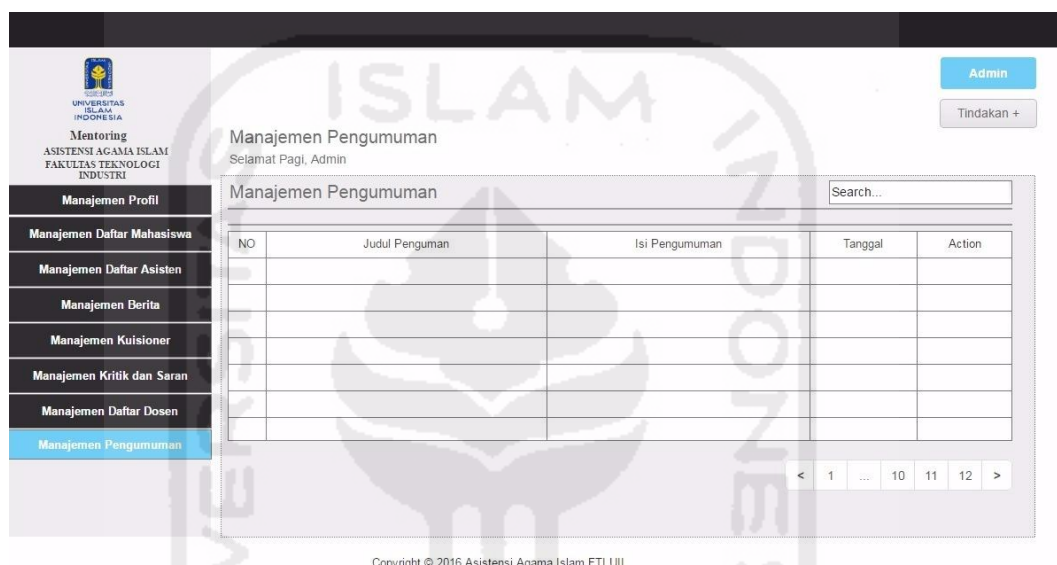 UNIVERSITAS
ISLAM
INDONESIA
Mentoring
ASISTENSI AGAMA ISLAM
FAKULTAS TEKNOLOGI
INDUSTRI
Manajemen Profil
Manajemen Daftar Mahasiswa
Manajemen Daftar Asisten
Manajemen Berita
Manajemen Kuisioner
Manajemen Kritik dan Saran
Manajemen Daftar Dosen
Manajemen Pengumuman
Admin
Tindakan +
Manajemen Pengumuman
Selamat Pagi, Admin
Manajemen Pengumuman
Search...
NO Judul Penguman Isi Pengumuman Tanggal Action
< 1 ... 10 11 12 >
Copyright © 2016 Asistensi Agama Islam FTI UII
ISLAM